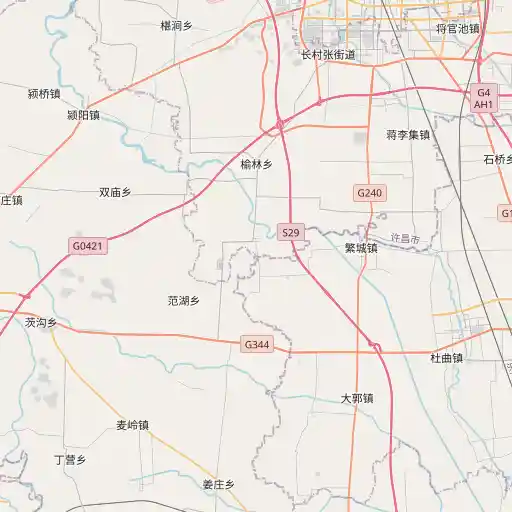 椹涧乡
将官池镇
长村张街道
颍桥镇
G4
AH1
颍阳镇
蒋李集镇
石桥乡
榆林乡
双庙乡
G240
庄镇
G1
S29
许昌市
G0421
繁城镇
范湖乡
茨沟乡
G344
杜曲镇
大郭镇
麦岭镇
丁营乡
姜庄乡